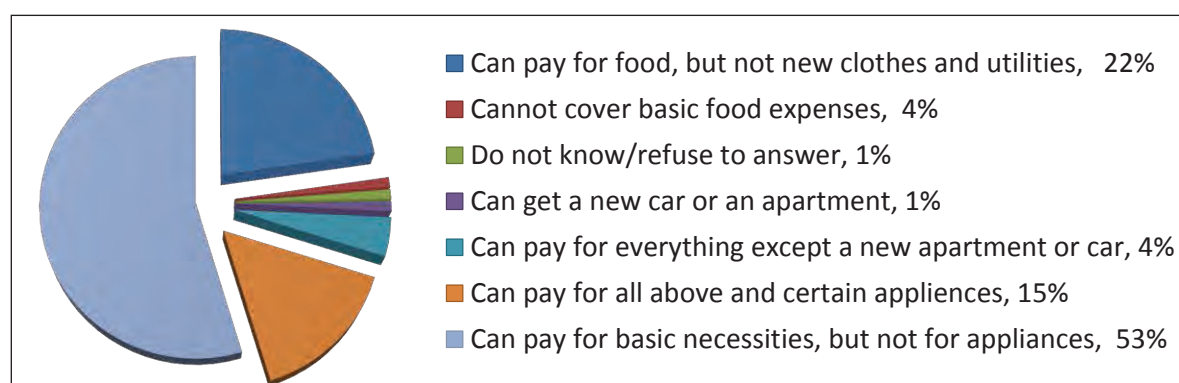 Can pay for food, but not new clothes and utilities, 22%
Cannot cover basic food expenses, 4%
Do not know/refuse to answer, 1%
Can get a new car or an apartment, 1%
Can pay for everything except a new apartment or car, 4%
Can pay for all above and certain appliences, 15%
Can pay for basic necessities, but not for appliances, 53%